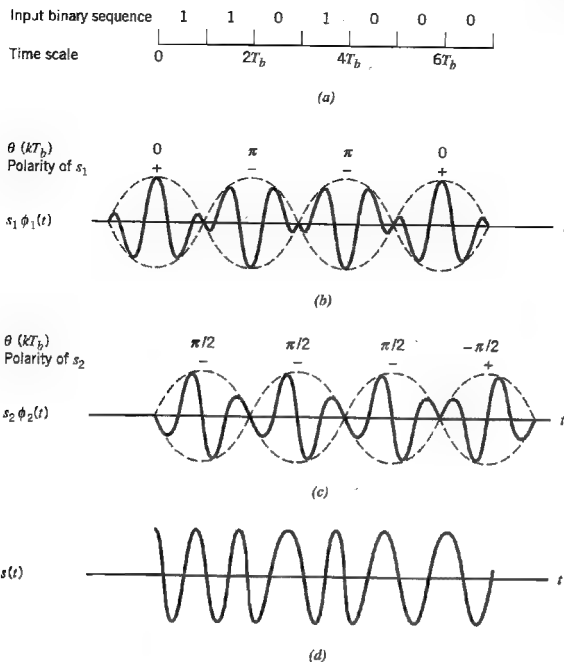 Input binary sequence 1 1 0 1 0 0 0
Time scale 0 2T_b 4T_b 6T_b
(a)
θ (kT_b) 0 π π 0
Polarity of s_1 + − − +
s_1 ϕ_1(t)
(b)
θ (kT_b) π/2 π/2 π/2 −π/2
Polarity of s_2 − − − +
s_2 ϕ_2(t) t
(c)
s(t) t
(d)